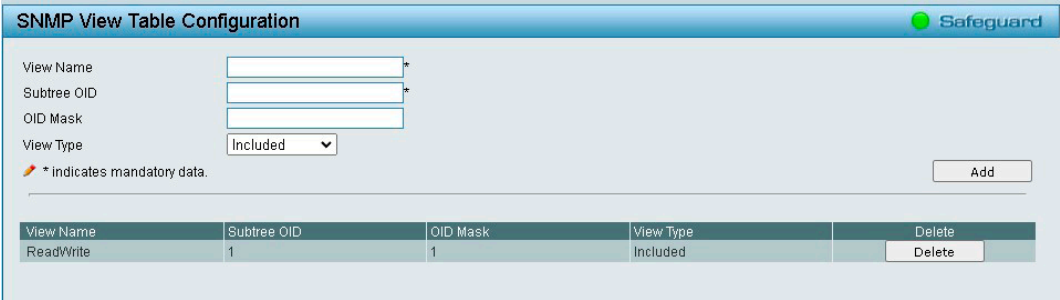 SNMP View Table Configuration Safeguard
View Name *
Subtree OID *
OID Mask
View Type Included
* indicates mandatory data. Add
View Name Subtree OID OID Mask View Type Delete
ReadWrite 1 1 Included Delete